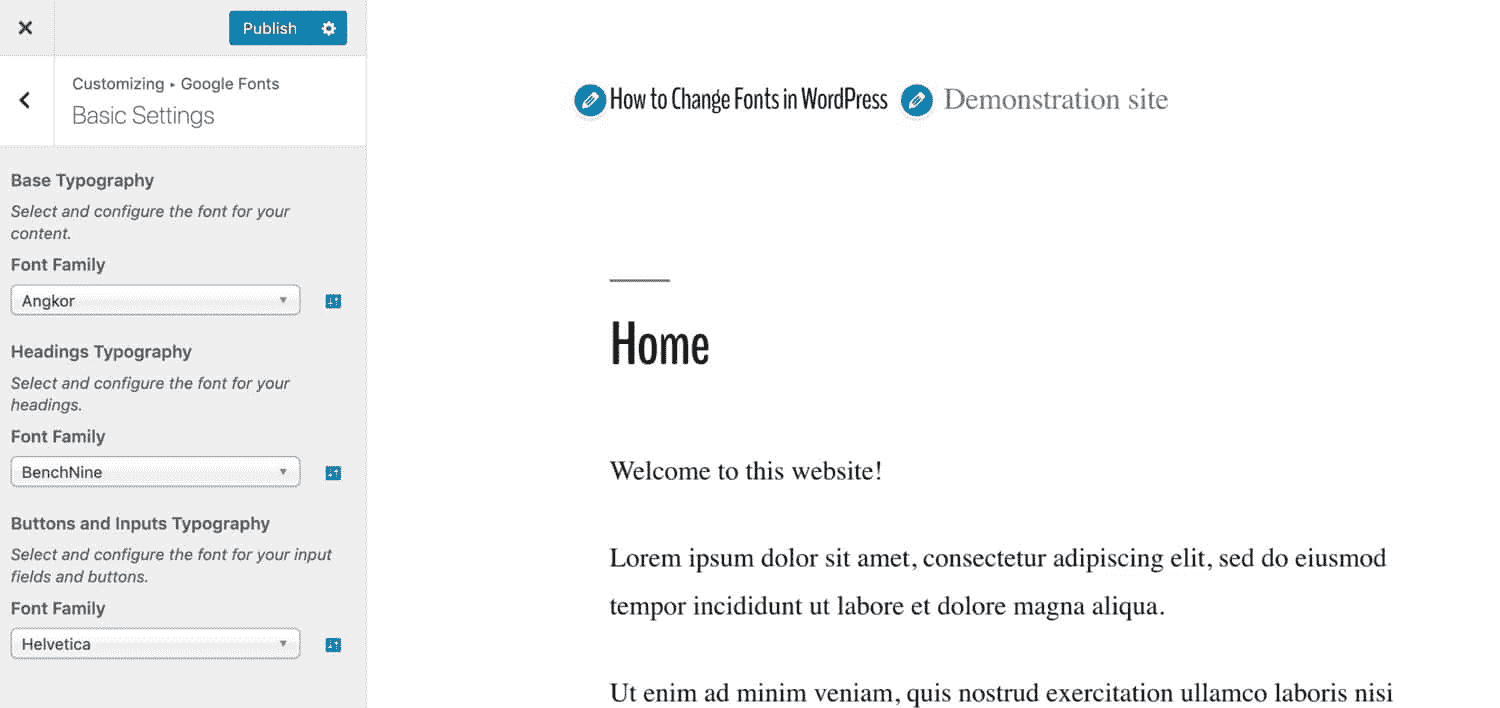 Publish
Customizing ▸ Google Fonts
Basic Settings
Base Typography
Select and configure the font for your
content.
Font Family
Angkor
Headings Typography
Select and configure the font for your
headings.
Font Family
BenchNine
Buttons and Inputs Typography
Select and configure the font for your input
fields and buttons.
Font Family
Helvetica
How to Change Fonts in WordPress Demonstration site
Home
Welcome to this website!
Lorem ipsum dolor sit amet, consectetur adipiscing elit, sed do eiusmod
tempor incididunt ut labore et dolore magna aliqua.
Ut enim ad minim veniam, quis nostrud exercitation ullamco laboris nisi